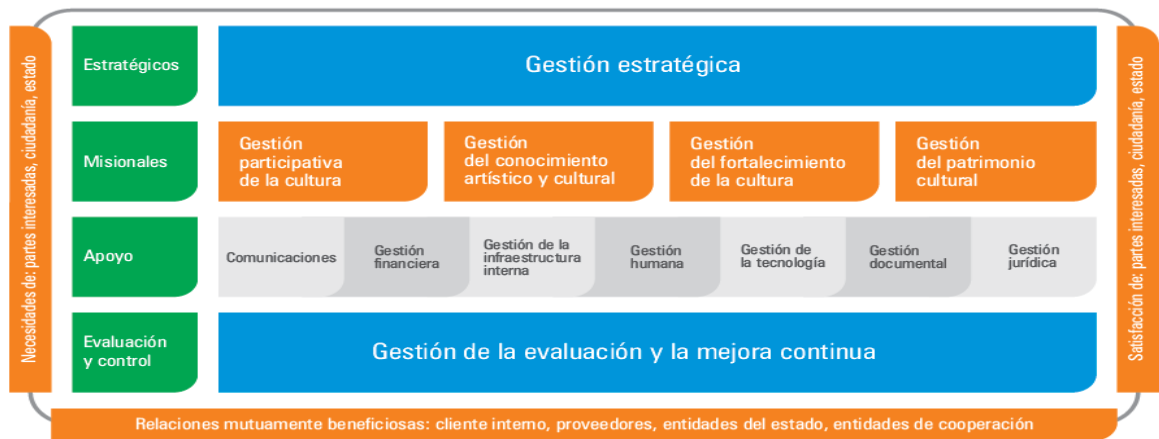 Necesidades de: partes interesadas, ciudadanía, estado
Estratégicos
Gestión estratégica
Misionales
Gestión
participativa
de la cultura
Gestión
del conocimiento
artístico y cultural
Gestión
del fortalecimiento
de la cultura
Gestión
del patrimonio
cultural
Apoyo
Comunicaciones
Gestión
financiera
Gestión de la
infraestructura
interna
Gestión
humana
Gestión de
la tecnología
Gestión
documental
Gestión
jurídica
Evaluación
y control
Gestión de la evaluación y la mejora continua
Satisfacción de: partes interesadas, ciudadanía, estado
Relaciones mutuamente beneficiosas: cliente interno, proveedores, entidades del estado, entidades de cooperación